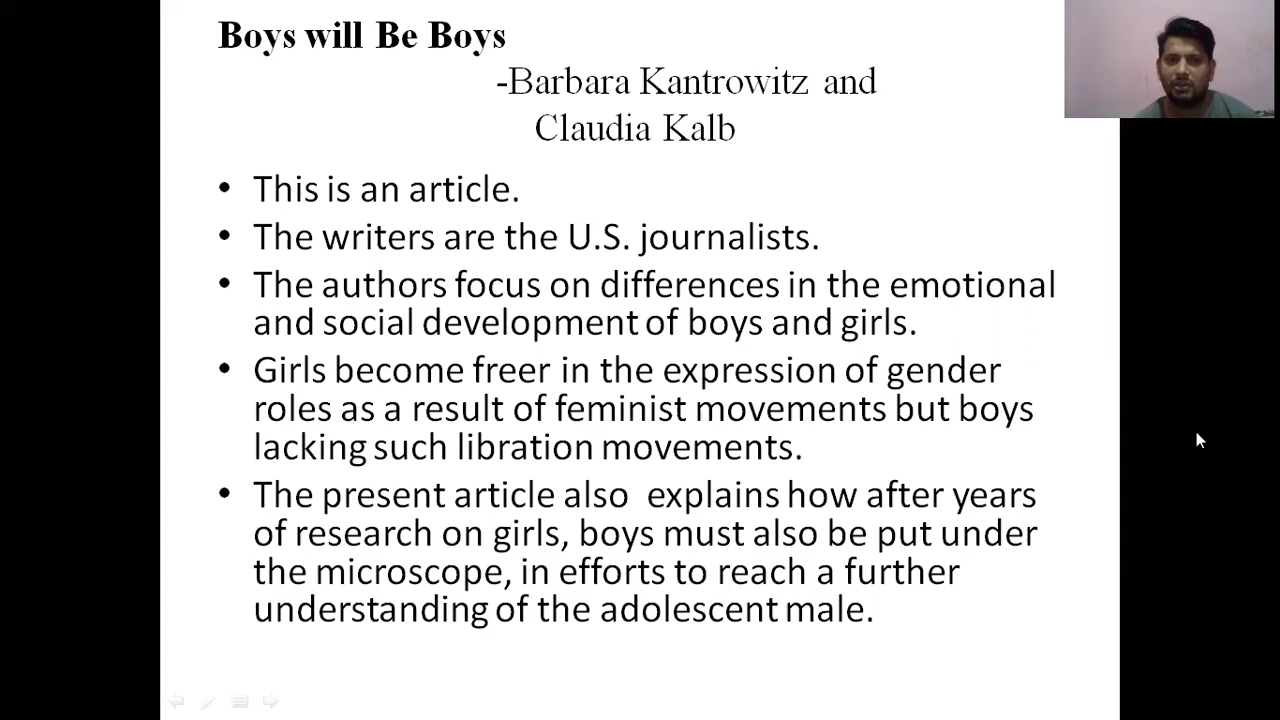 Boys will Be Boys
-Barbara Kantrowitz and
Claudia Kalb
• This is an article.
• The writers are the U.S. journalists.
• The authors focus on differences in the emotional
and social development of boys and girls.
• Girls become freer in the expression of gender
roles as a result of feminist movements but boys
lacking such libration movements.
• The present article also explains how after years
of research on girls, boys must also be put under
the microscope, in efforts to reach a further
understanding of the adolescent male.